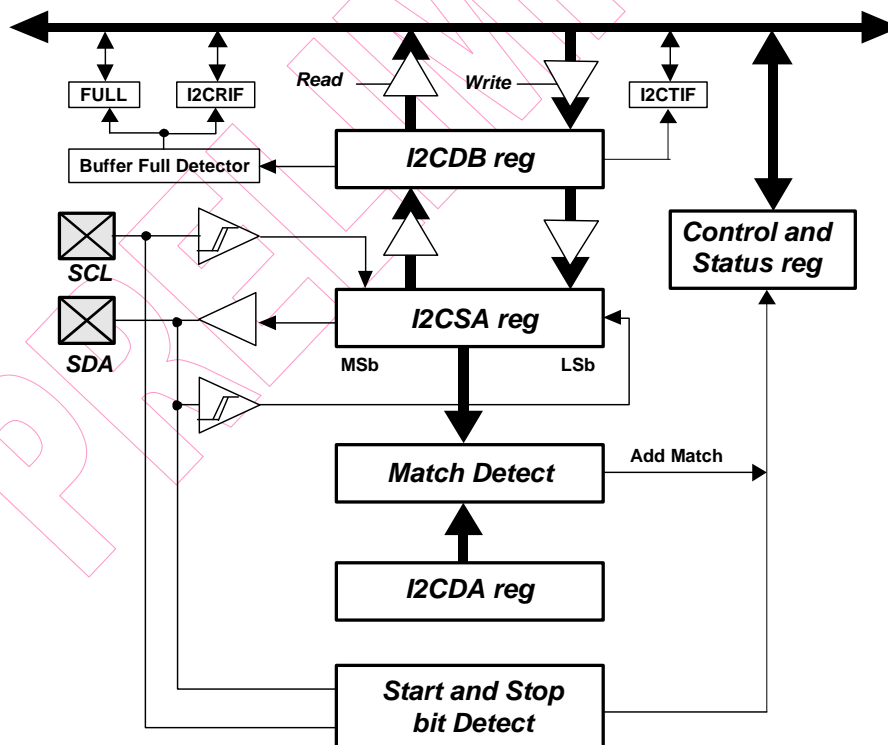 Read
Write
FULL
I2CRIF
I2CTIF
I2CDB reg
Buffer Full Detector
SCL
Control and
Status reg
I2CSA reg
SDA
MSb
LSb
Match Detect
Add Match
I2CDA reg
Start and Stop
bit Detect